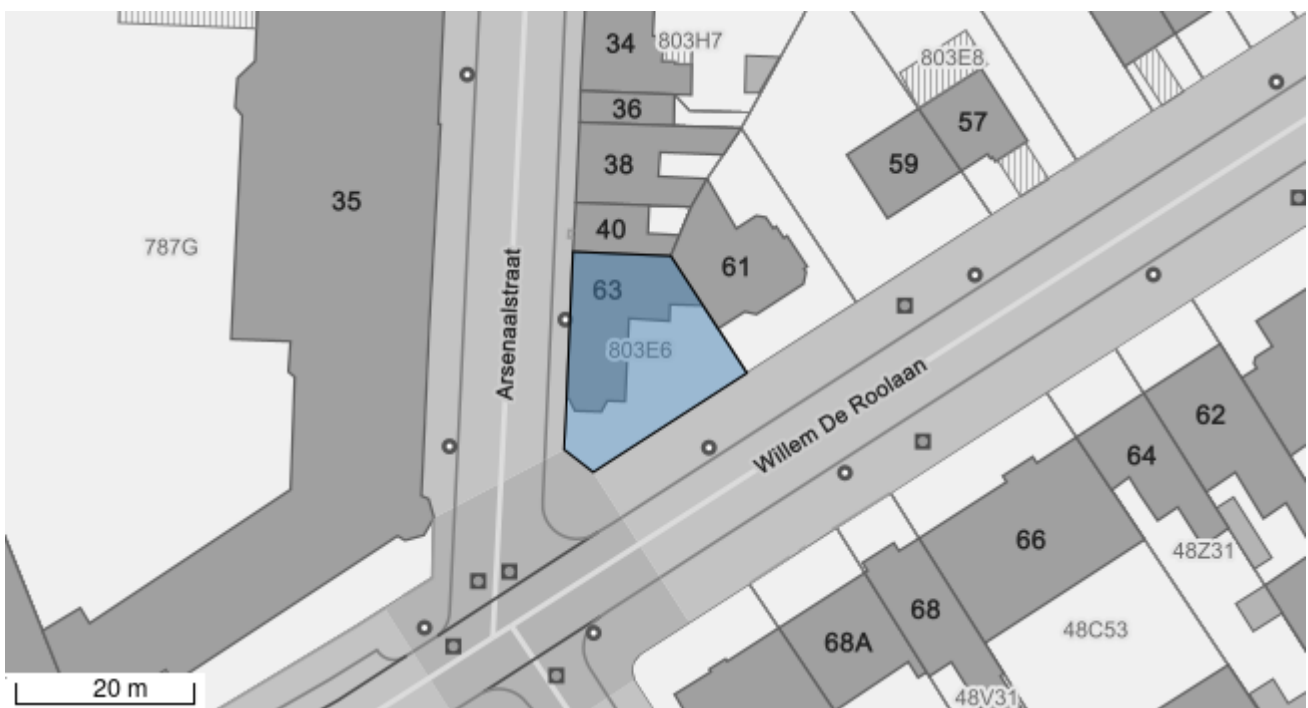 34
803H7
803E8
36
57
38
59
35
40
787G
61
63
Arsenaalstraat
803E6
Willem De Roolaan
62
64
66
48Z31
68
48C53
68A
20 m
48V31